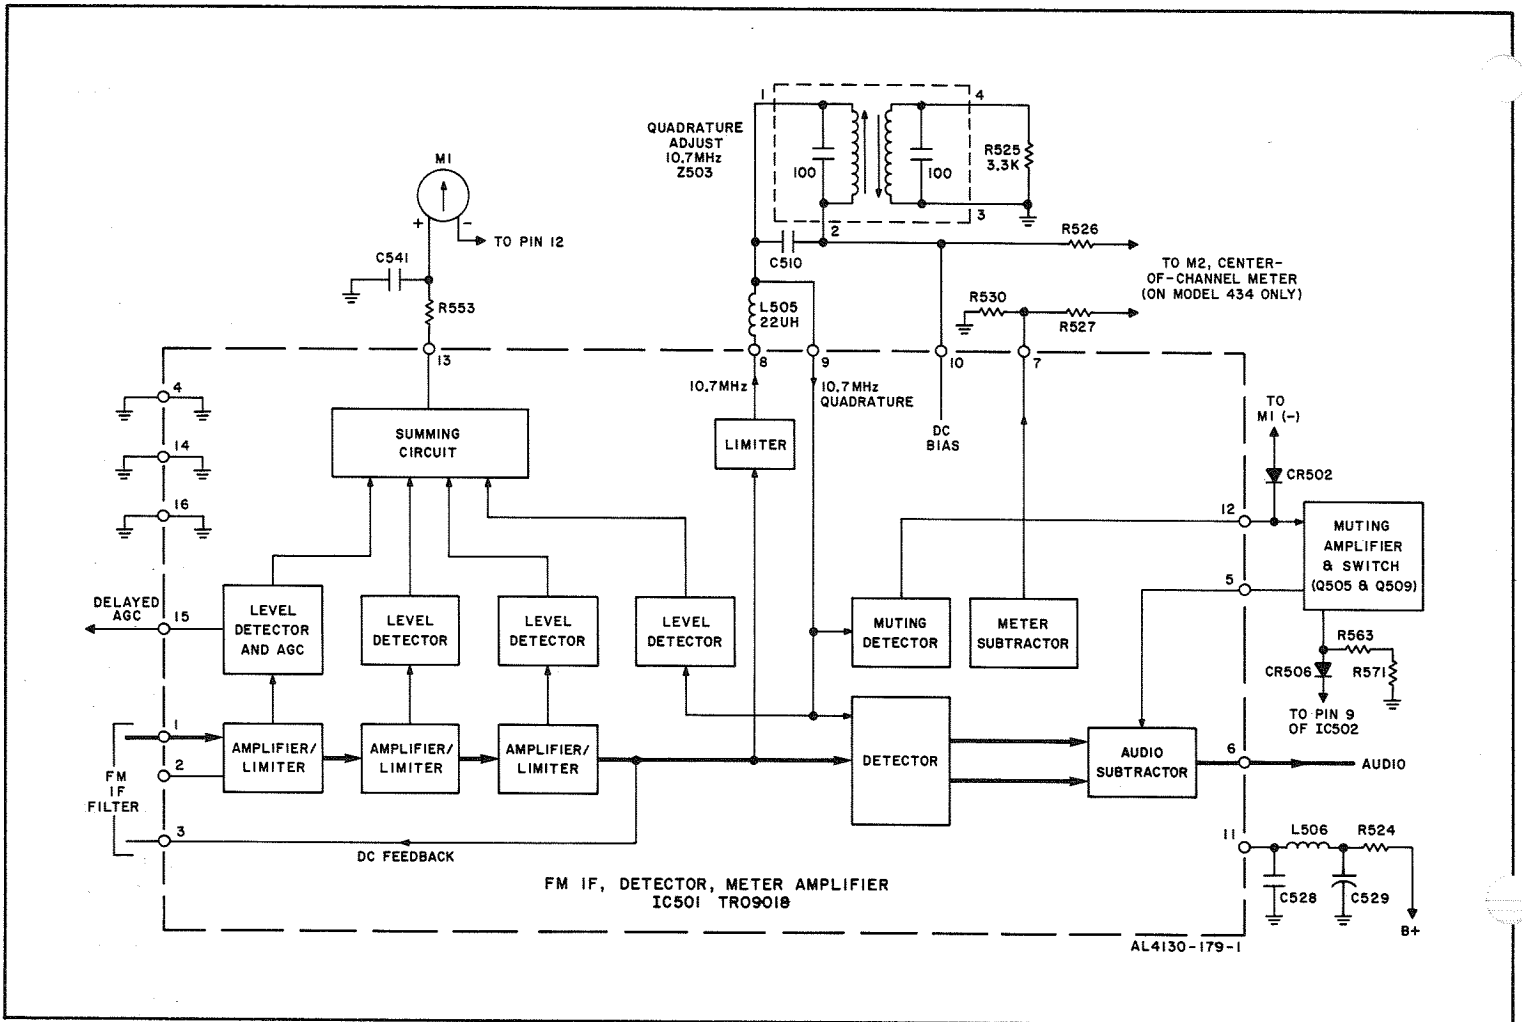 1
4
QUADRATURE
ADJUST
10.7MHz
Z503
100
100
R525
3.3K
3
2
M1
+
-
TO PIN 12
C541
R553
C510
R526
TO M2, CENTER-
OF-CHANNEL METER
(ON MODEL 434 ONLY)
L505
22UH
R530
R527
13
8
9
10
7
4
14
16
10.7MHz
10.7MHz
QUADRATURE
SUMMING
CIRCUIT
LIMITER
DC
BIAS
TO
M1 (-)
CR502
12
MUTING
AMPLIFIER
& SWITCH
(Q505 & Q509)
5
DELAYED
AGC
15
LEVEL
DETECTOR
AND AGC
LEVEL
DETECTOR
LEVEL
DETECTOR
LEVEL
DETECTOR
MUTING
DETECTOR
METER
SUBTRACTOR
R563
CR506
R571
TO PIN 9
OF IC502
1
2
3
FM
IF
FILTER
AMPLIFIER/
LIMITER
AMPLIFIER/
LIMITER
AMPLIFIER/
LIMITER
DETECTOR
AUDIO
SUBTRACTOR
6
AUDIO
DC FEEDBACK
11
L506
R524
C528
C529
B+
FM IF, DETECTOR, METER AMPLIFIER
IC501 TR09018
AL4130-179-1